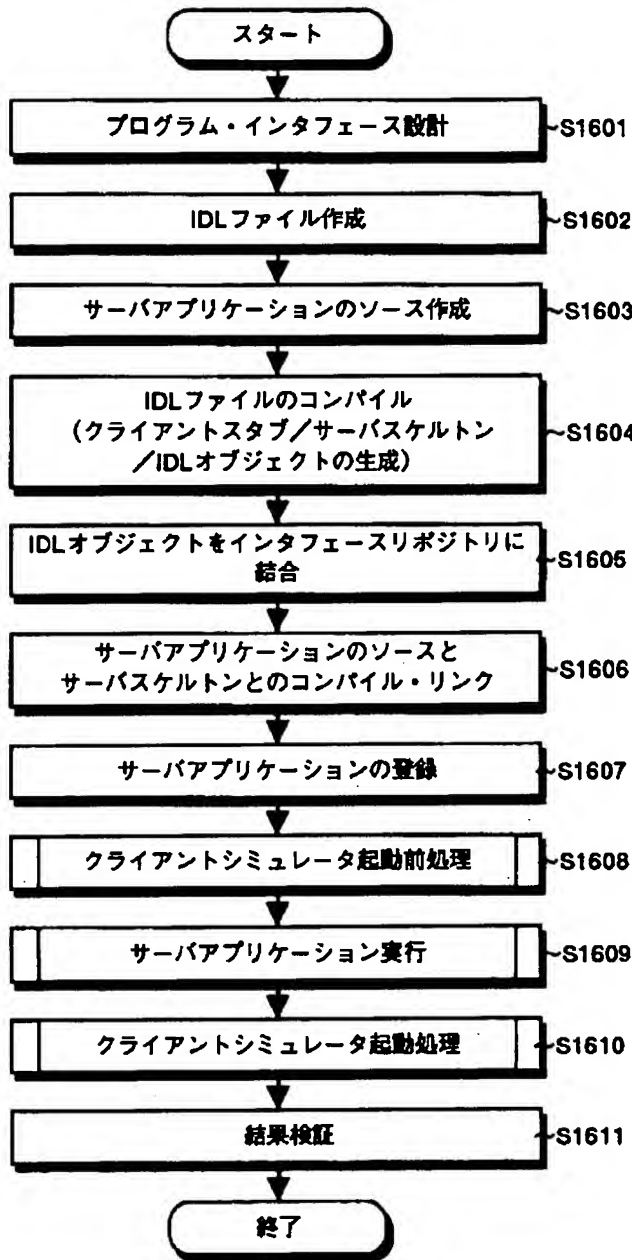 スタート
プログラム・インタフェース設計
~S1601
IDLファイル作成
~S1602
サーバアプリケーションのソース作成
~S1603
IDLファイルのコンパイル
(クライアントスタブ/サーバスケルトン
/IDLオブジェクトの生成)
~S1604
IDLオブジェクトをインタフェースリポジトリに
結合
~S1605
サーバアプリケーションのソースと
サーバスケルトンとのコンパイル・リンク
~S1606
サーバアプリケーションの登録
~S1607
クライアントシミュレータ起動前処理
~S1608
サーバアプリケーション実行
~S1609
クライアントシミュレータ起動処理
~S1610
結果検証
~S1611
終了